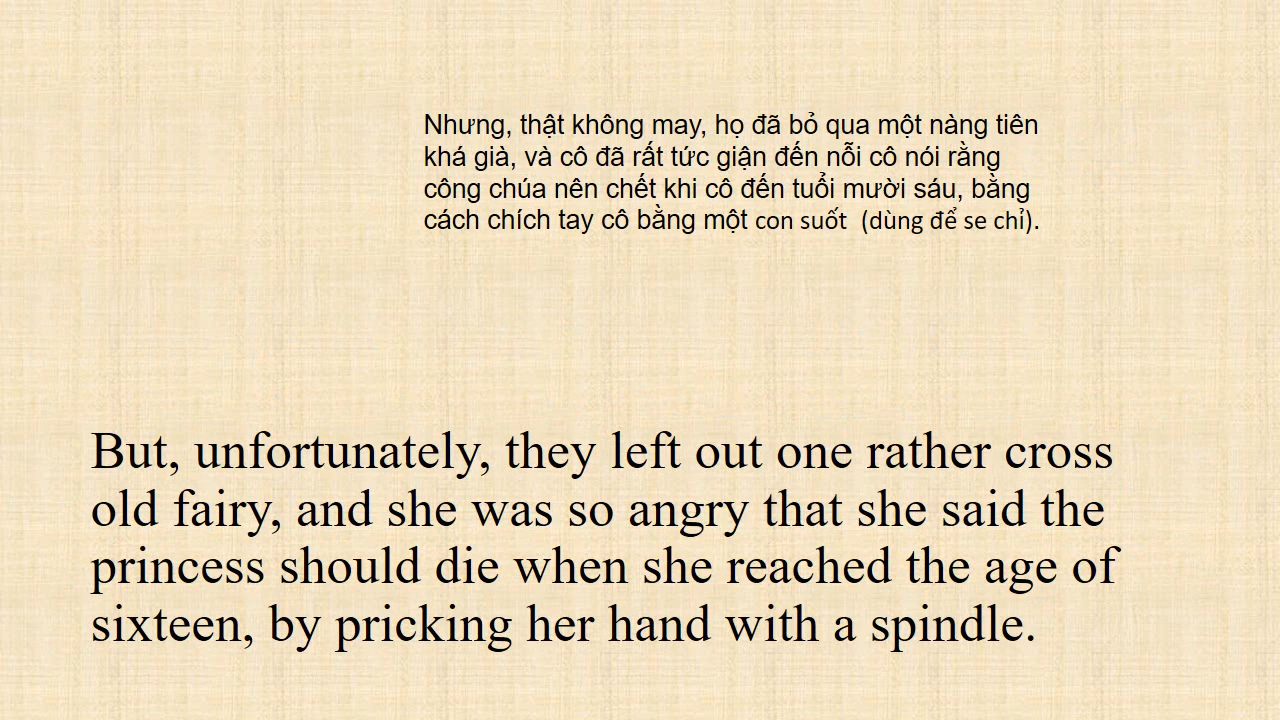 Nhưng, thật không may, họ đã bỏ qua một nàng tiên
khá già, và cô đã rất tức giận đến nỗi cô nói rằng
công chúa nên chết khi cô đến tuổi mười sáu, bằng
cách chích tay cô bằng một con suốt  (dùng để se chỉ).
But, unfortunately, they left out one rather cross
old fairy, and she was so angry that she said the
princess should die when she reached the age of
sixteen, by pricking her hand with a spindle.